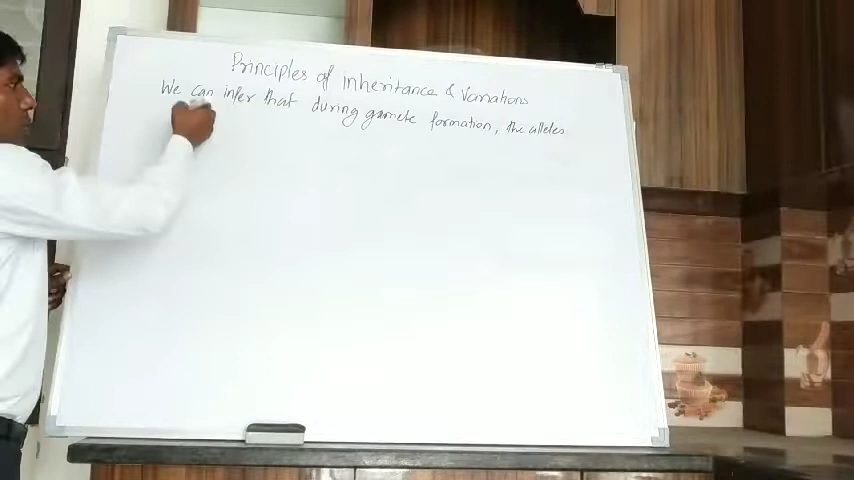 Principles of Inheritance & Variations
We can infer that during gamete formation, the alleles